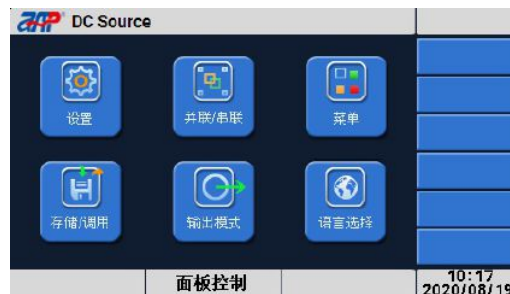 AAP DC Source
设置
并联/串联
菜单
存储/调用
输出模式
语言选择
面板控制
10:17
2020/08/19